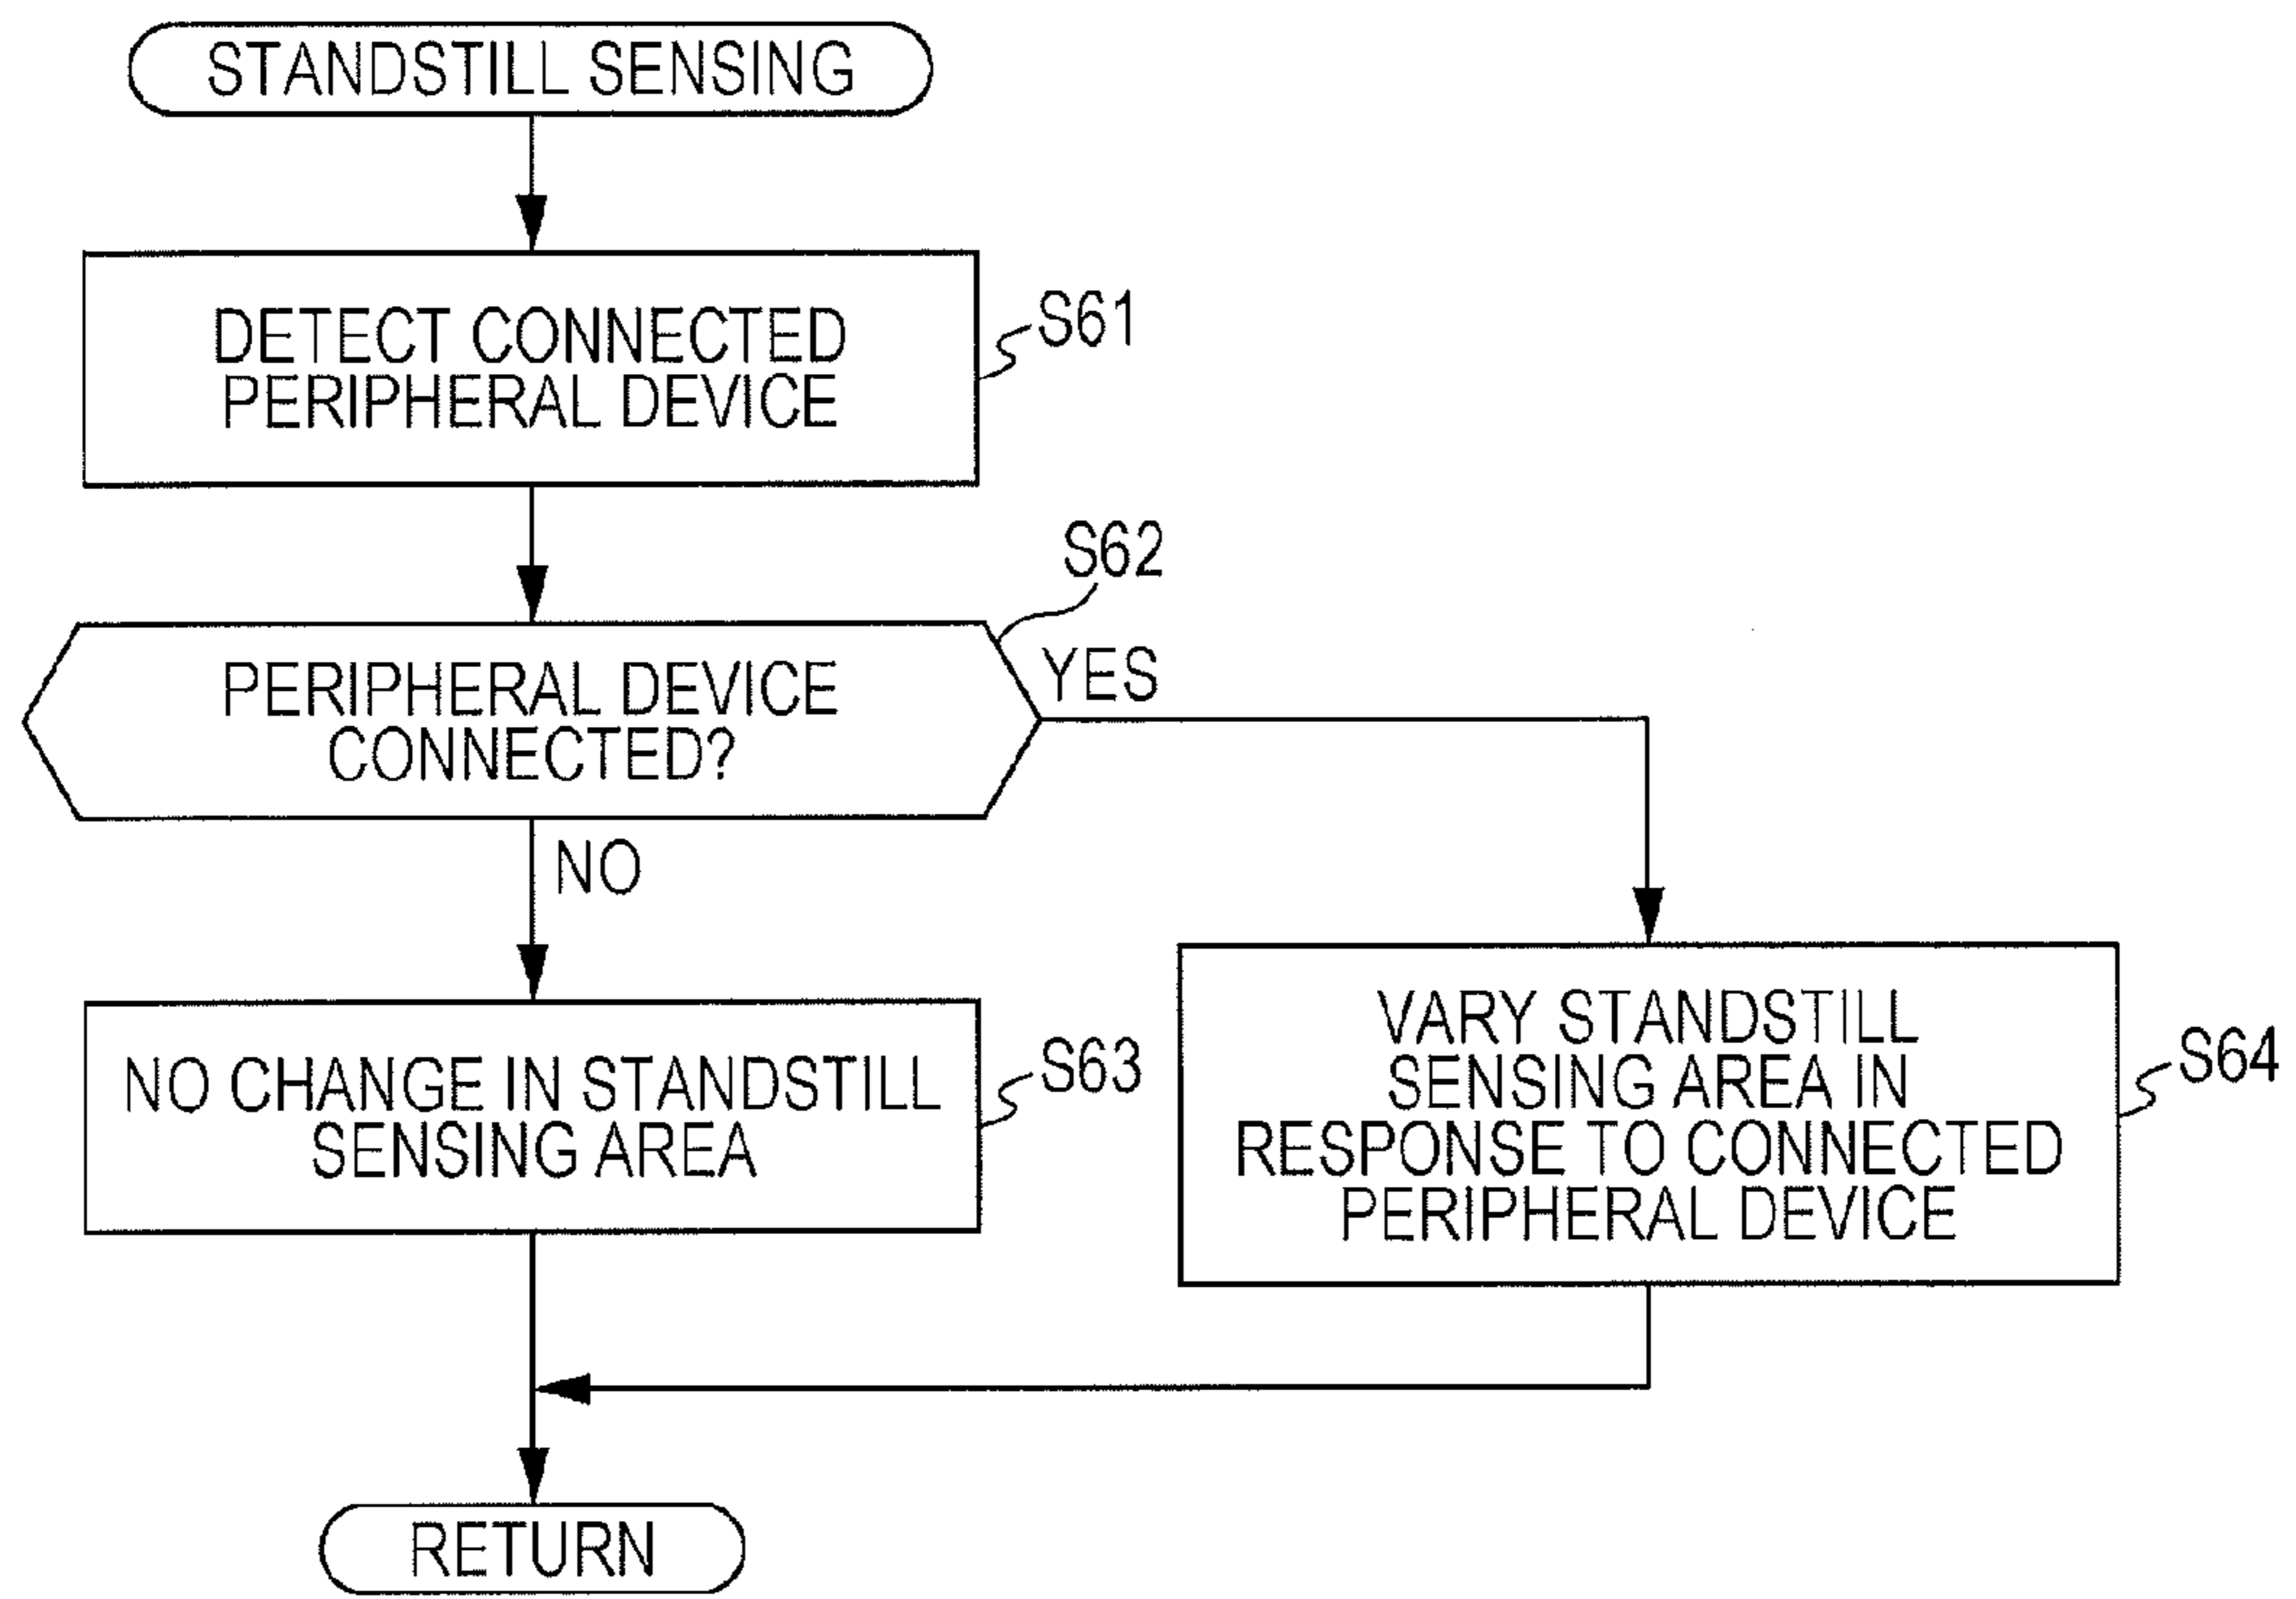 STANDSTILL SENSING
DETECT CONNECTED
PERIPHERAL DEVICE
S61
S62
PERIPHERAL DEVICE
CONNECTED?
YES
NO
NO CHANGE IN STANDSTILL
SENSING AREA
S63
VARY STANDSTILL
SENSING AREA IN
RESPONSE TO CONNECTED
PERIPHERAL DEVICE
S64
RETURN